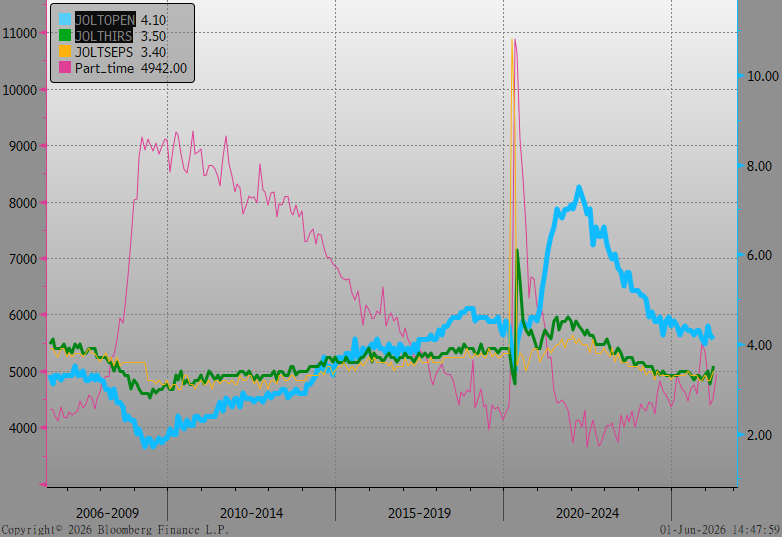 JOLTOPEN 4.10
JOLTHIRS 3.50
JOLTSEPS 3.40
Part_time 4942.00
11000
10000
9000
8000
7000
6000
5000
4000
10.00
8.00
6.00
4.00
2.00
2006-2009 2010-2014 2015-2019 2020-2024
Copyright© 2026 Bloomberg Finance L.P. 01-Jun-2026 14:47:59